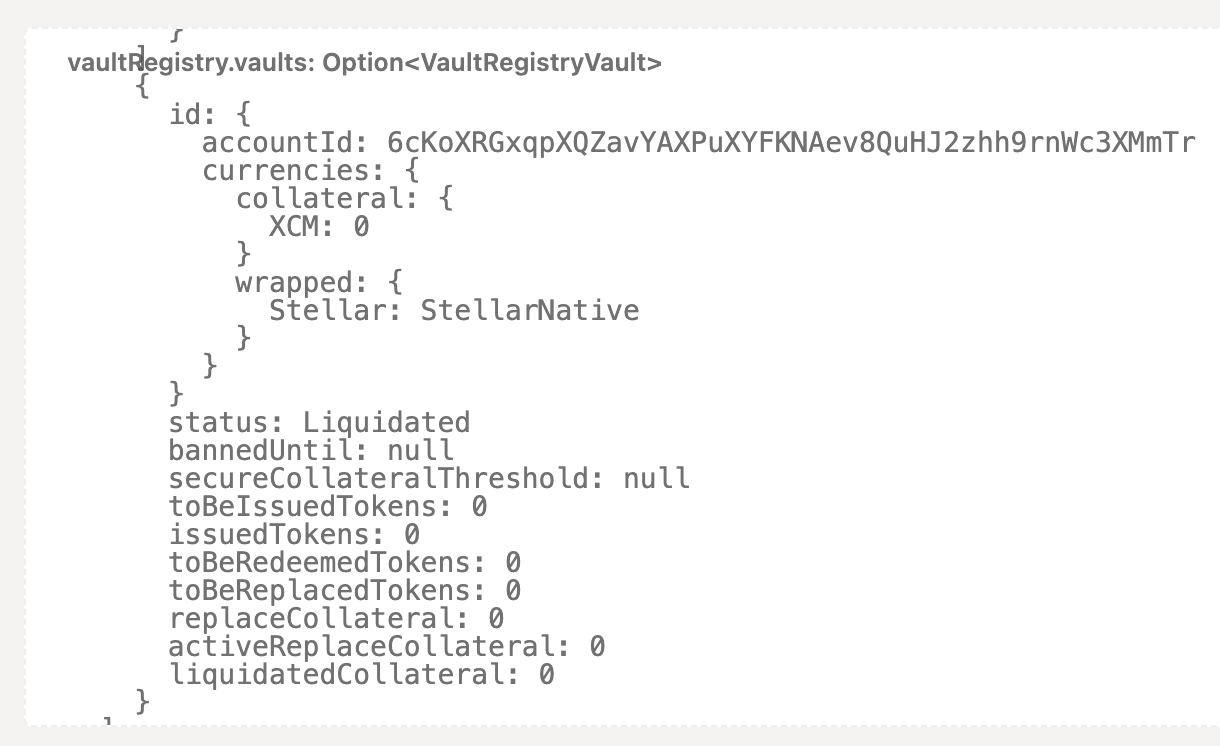 }
vaultRegistry.vaults: Option<VaultRegistryVault>
]
{
id: {
accountId: 6cKoXRGxqpXQZavYAXPuXYFKNAev8QuHJ2zhh9rnWc3XMmTr
currencies: {
collateral: {
XCM: 0
}
wrapped: {
Stellar: StellarNative
}
}
}
status: Liquidated
bannedUntil: null
secureCollateralThreshold: null
toBeIssuedTokens: 0
issuedTokens: 0
toBeRedeemedTokens: 0
toBeReplacedTokens: 0
replaceCollateral: 0
activeReplaceCollateral: 0
liquidatedCollateral: 0
}
]